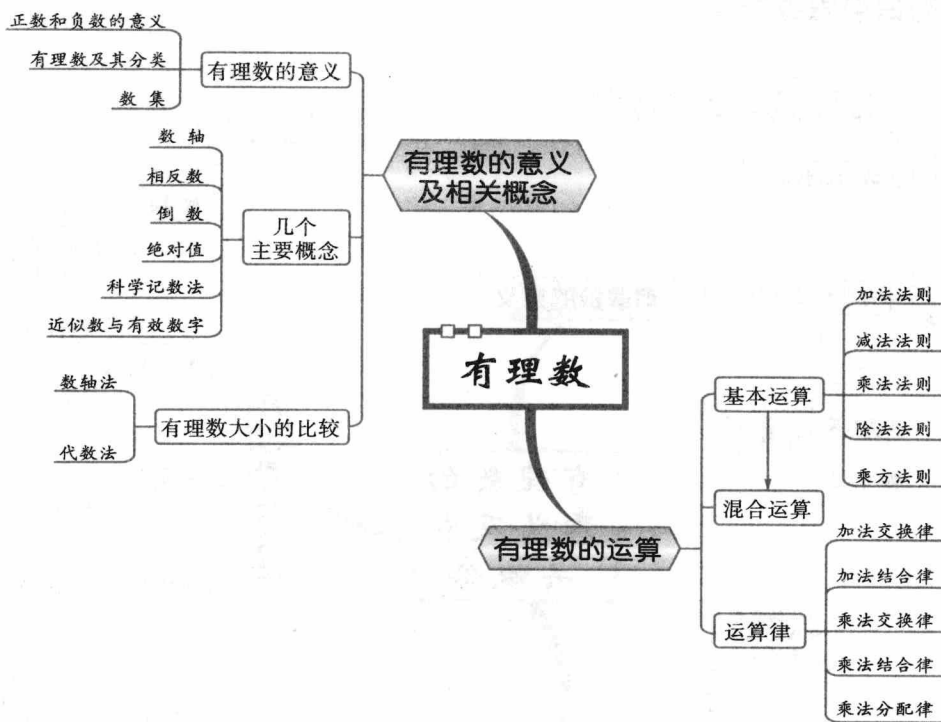 正数和负数的意义
有理数及其分类
数集
有理数的意义
数轴
相反数
倒数
绝对值
科学记数法
近似数与有效数字
几个
主要概念
数轴法
代数法
有理数大小的比较
有理数的意义
及相关概念
有理数
有理数的运算
基本运算
加法法则
减法法则
乘法法则
除法法则
乘方法则
混合运算
运算律
加法交换律
加法结合律
乘法交换律
乘法结合律
乘法分配律